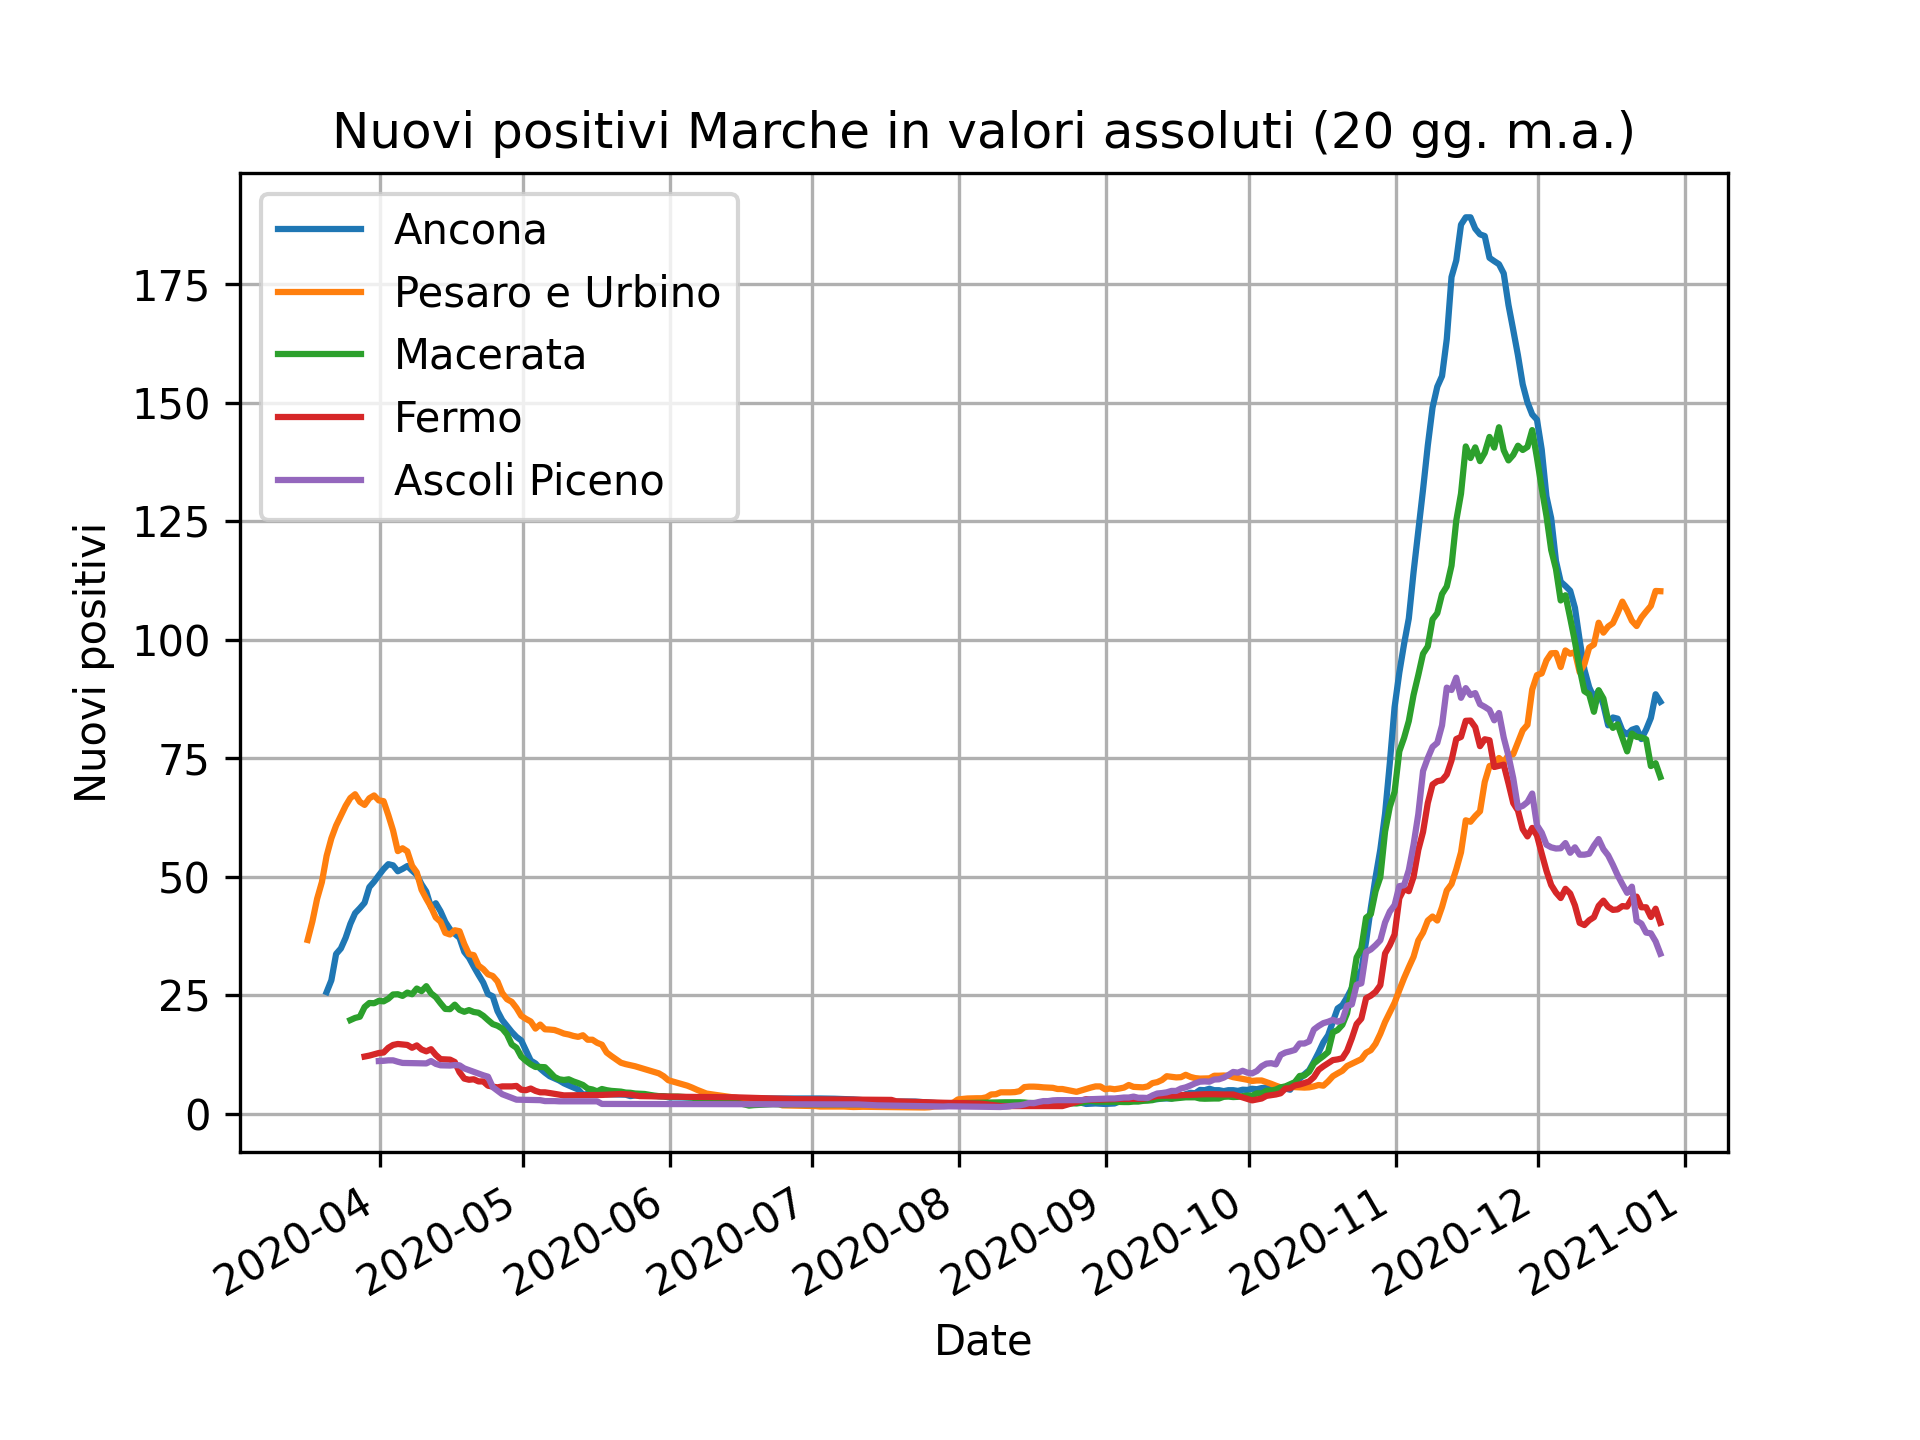 Nuovi positivi Marche in valori assoluti (20 gg. m.a.)
Ancona
Pesaro e Urbino
Macerata
Fermo
Ascoli Piceno
Nuovi positivi
175
150
125
100
75
50
25
0
2020-04
2020-05
2020-06
2020-07
2020-08
2020-09
2020-10
2020-11
2020-12
2021-01
Date